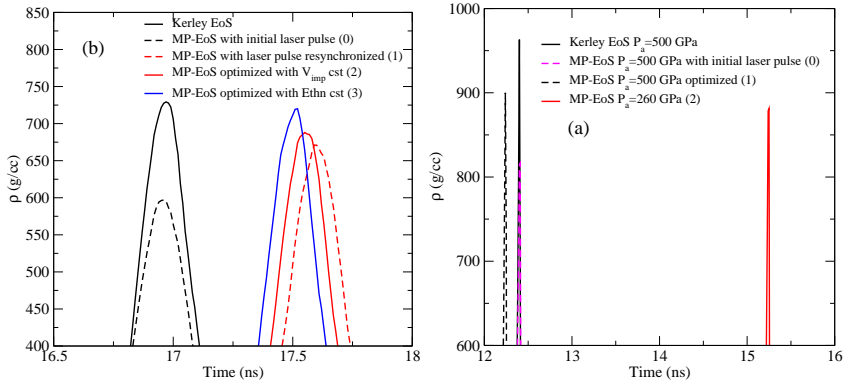 850
800
750
700
650
600
550
500
450
400
ρ (g/cc)
(b)
Kerley EoS
MP-EoS with initial laser pulse (0)
MP-EoS with laser pulse resynchronized (1)
MP-EoS optimized with V_imp cst (2)
MP-EoS optimized with Ethn cst (3)
16.5 17 17.5 18
Time (ns)
1000
900
800
700
600
ρ (g/cc)
Kerley EoS P_a=500 GPa
MP-EoS P_a=500 GPa with initial laser pulse (0)
MP-EoS P_a=500 GPa optimized (1)
MP-EoS P_a=260 GPa (2)
(a)
12 13 14 15 16
Time (ns)